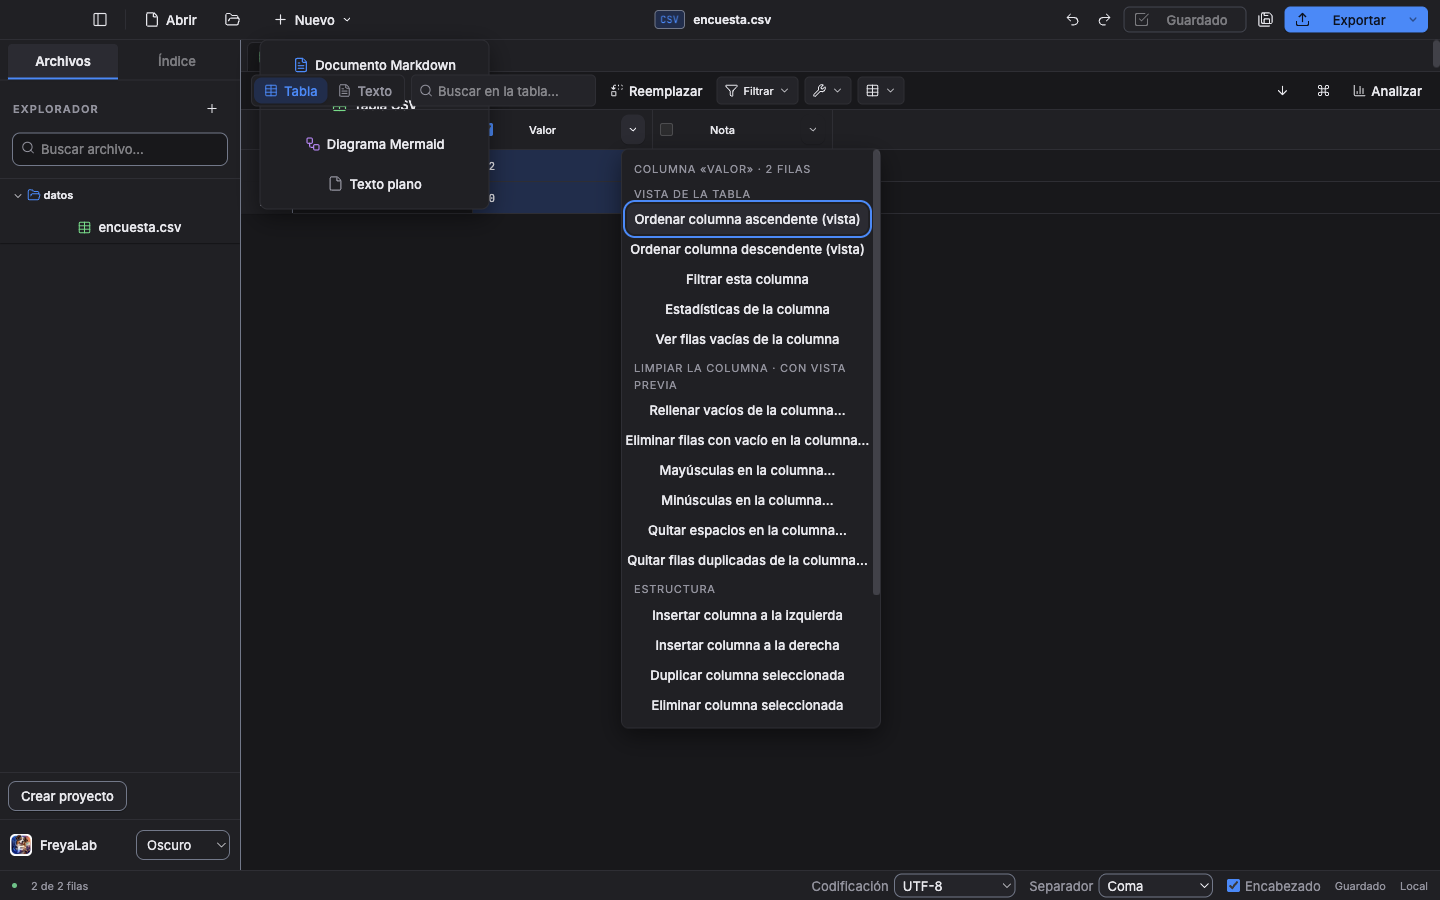 Abrir
Nuevo
CSV encuesta.csv
Guardado
Exportar
Archivos
Índice
Documento Markdown
Tabla
Texto
Buscar en la tabla...
Reemplazar
Filtrar
Analizar
EXPLORADOR
Tabla CSV
Diagrama Mermaid
Texto plano
Buscar archivo...
datos
encuesta.csv
Valor
Nota
2
0
COLUMNA «VALOR» · 2 FILAS
VISTA DE LA TABLA
Ordenar columna ascendente (vista)
Ordenar columna descendente (vista)
Filtrar esta columna
Estadísticas de la columna
Ver filas vacías de la columna
LIMPIAR LA COLUMNA · CON VISTA
PREVIA
Rellenar vacíos de la columna...
Eliminar filas con vacío en la columna...
Mayúsculas en la columna...
Minúsculas en la columna...
Quitar espacios en la columna...
Quitar filas duplicadas de la columna...
ESTRUCTURA
Insertar columna a la izquierda
Insertar columna a la derecha
Duplicar columna seleccionada
Eliminar columna seleccionada
Crear proyecto
FreyaLab
Oscuro
2 de 2 filas
Codificación UTF-8
Separador Coma
Encabezado
Guardado
Local